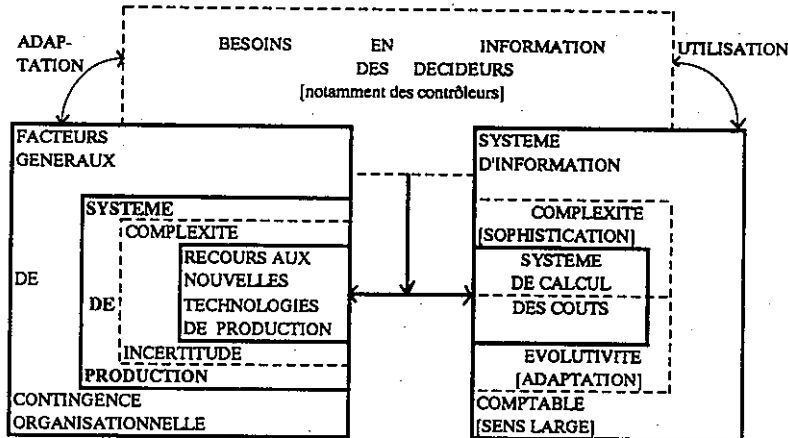 ADAP-
TATION
BESOINS EN INFORMATION
DES DECIDEURS
[notamment des contrôleurs]
UTILISATION
FACTEURS
GENERAUX
SYSTEME
COMPLEXITE
RECOURS AUX
NOUVELLES
TECHNOLOGIES
DE PRODUCTION
DE
DE
INCERTITUDE
PRODUCTION
CONTINGENCE
ORGANISATIONNELLE
SYSTEME
D'INFORMATION
COMPLEXITE
[SOPHISTICATION]
SYSTEME
DE CALCUL
DES COUTS
EVOLUTIVITE
[ADAPTATION]
COMPTABLE
[SENS LARGE]